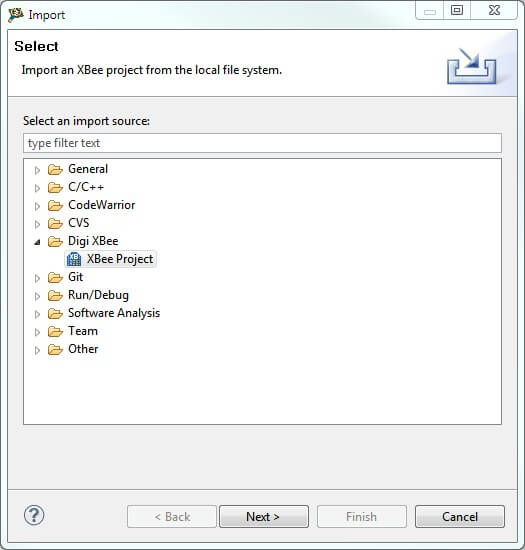 Import
Select
Import an XBee project from the local file system.
Select an import source:
type filter text
General
C/C++
CodeWarrior
CVS
Digi XBee
XBee Project
Git
Run/Debug
Software Analysis
Team
Other
? < Back Next > Finish Cancel